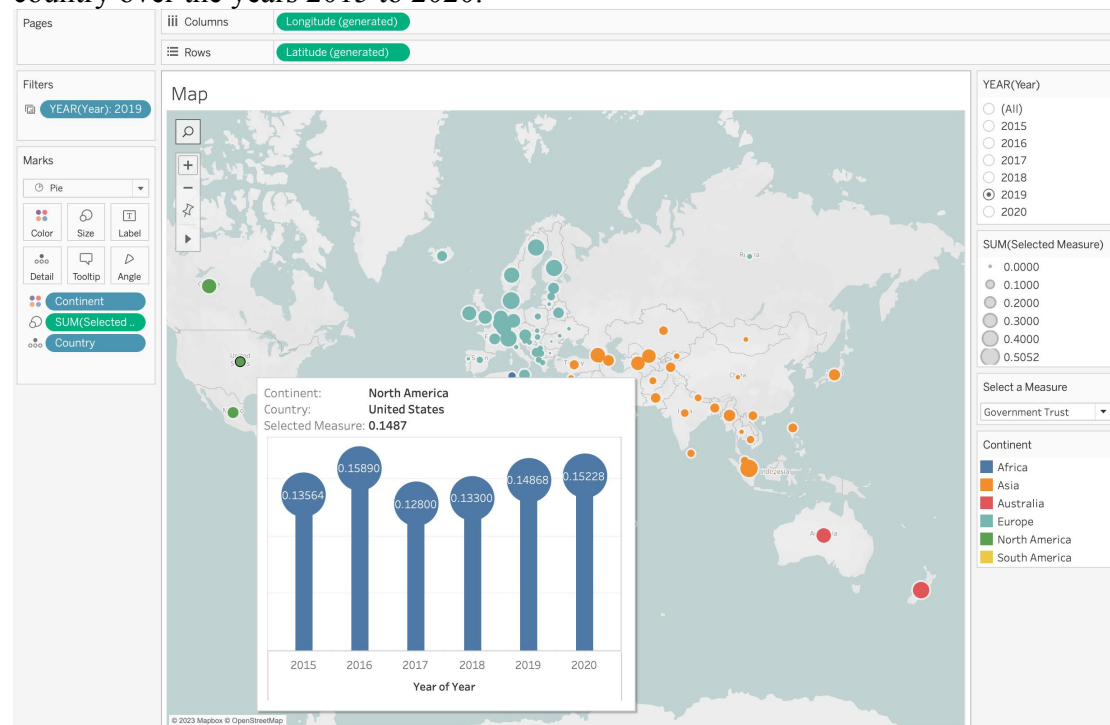 country over the years 2015 to 2020.
Pages
Columns
Longitude (generated)
Rows
Latitude (generated)
Filters
YEAR(Year): 2019
Marks
Pie
Color
Size
Label
Detail
Tooltip
Angle
Continent
SUM(Selected ..
Country
Map
Continent: North America
Country: United States
Selected Measure: 0.1487
0.13564
0.15890
0.12800
0.13300
0.14868
0.15228
2015
2016
2017
2018
2019
2020
Year of Year
© 2023 Mapbox © OpenStreetMap
YEAR(Year)
(All)
2015
2016
2017
2018
2019
2020
SUM(Selected Measure)
0.0000
0.1000
0.2000
0.3000
0.4000
0.5052
Select a Measure
Government Trust
Continent
Africa
Asia
Australia
Europe
North America
South America